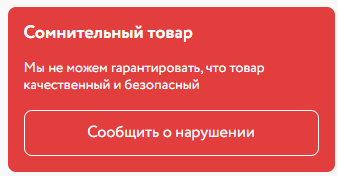 Сомнительный товар
Мы не можем гарантировать, что товар
качественный и безопасный
Сообщить о нарушении